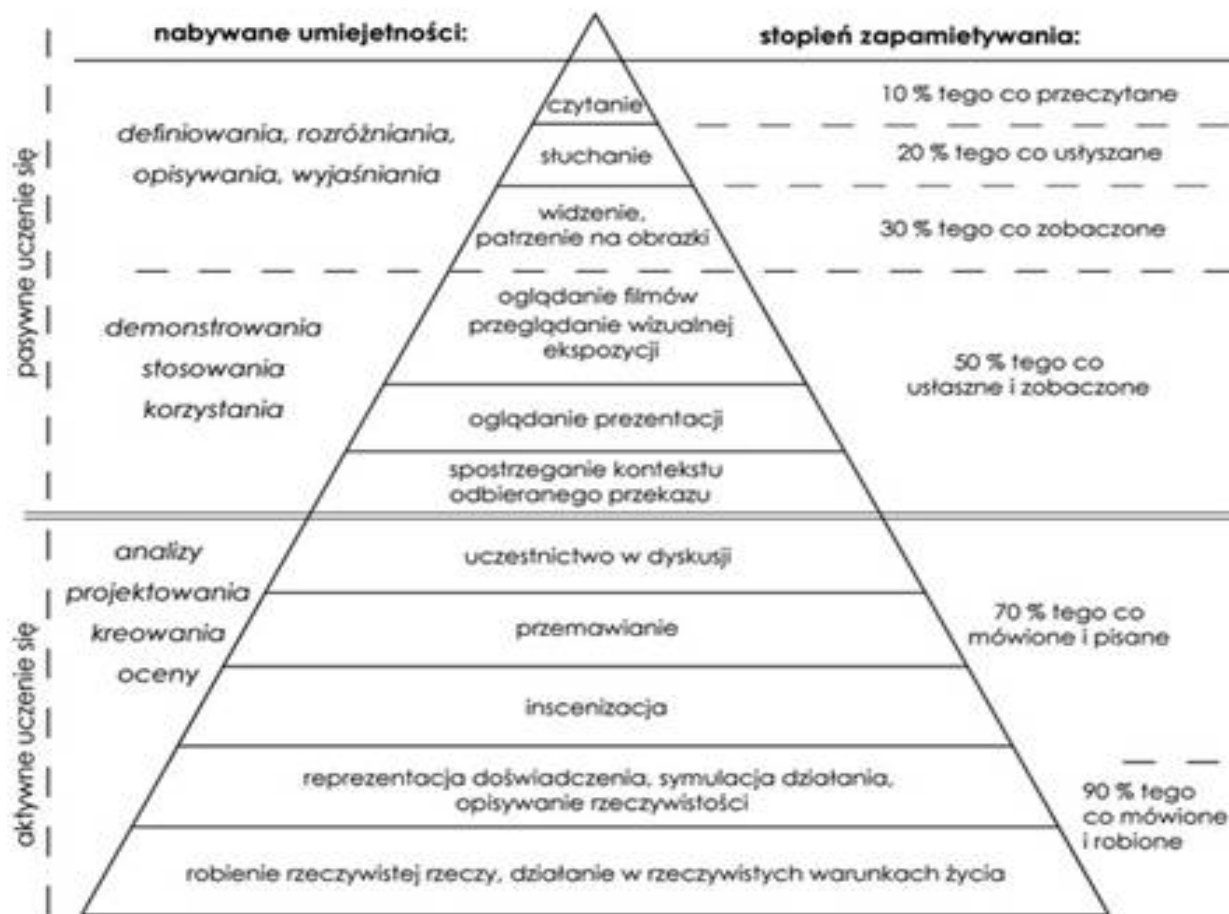 nabywane umiejetności:
stopień zapamietywania:
pasywne uczenie się
czytanie
10 % tego co przeczytane
definiowania, rozróżniania,
opisywania, wyjaśniania
słuchanie
20 % tego co usłyszane
widzenie,
patrzenie na obrazki
30 % tego co zobaczone
demonstrowania
stosowania
korzystania
oglądanie filmów
przeglądanie wizualnej
ekspozycji
50 % tego co
usłaszne i zobaczone
oglądanie prezentacji
spostrzeganie kontekstu
odbieranego przekazu
aktywne uczenie się
analizy
projektowania
kreowania
oceny
uczestnictwo w dyskusji
przemawianie
70 % tego co
mówione i pisane
inscenizacja
reprezentacja doświadczenia, symulacja działania,
opisywanie rzeczywistości
90 % tego
co mówione
i robione
robienie rzeczywistej rzeczy, działanie w rzeczywistych warunkach życia